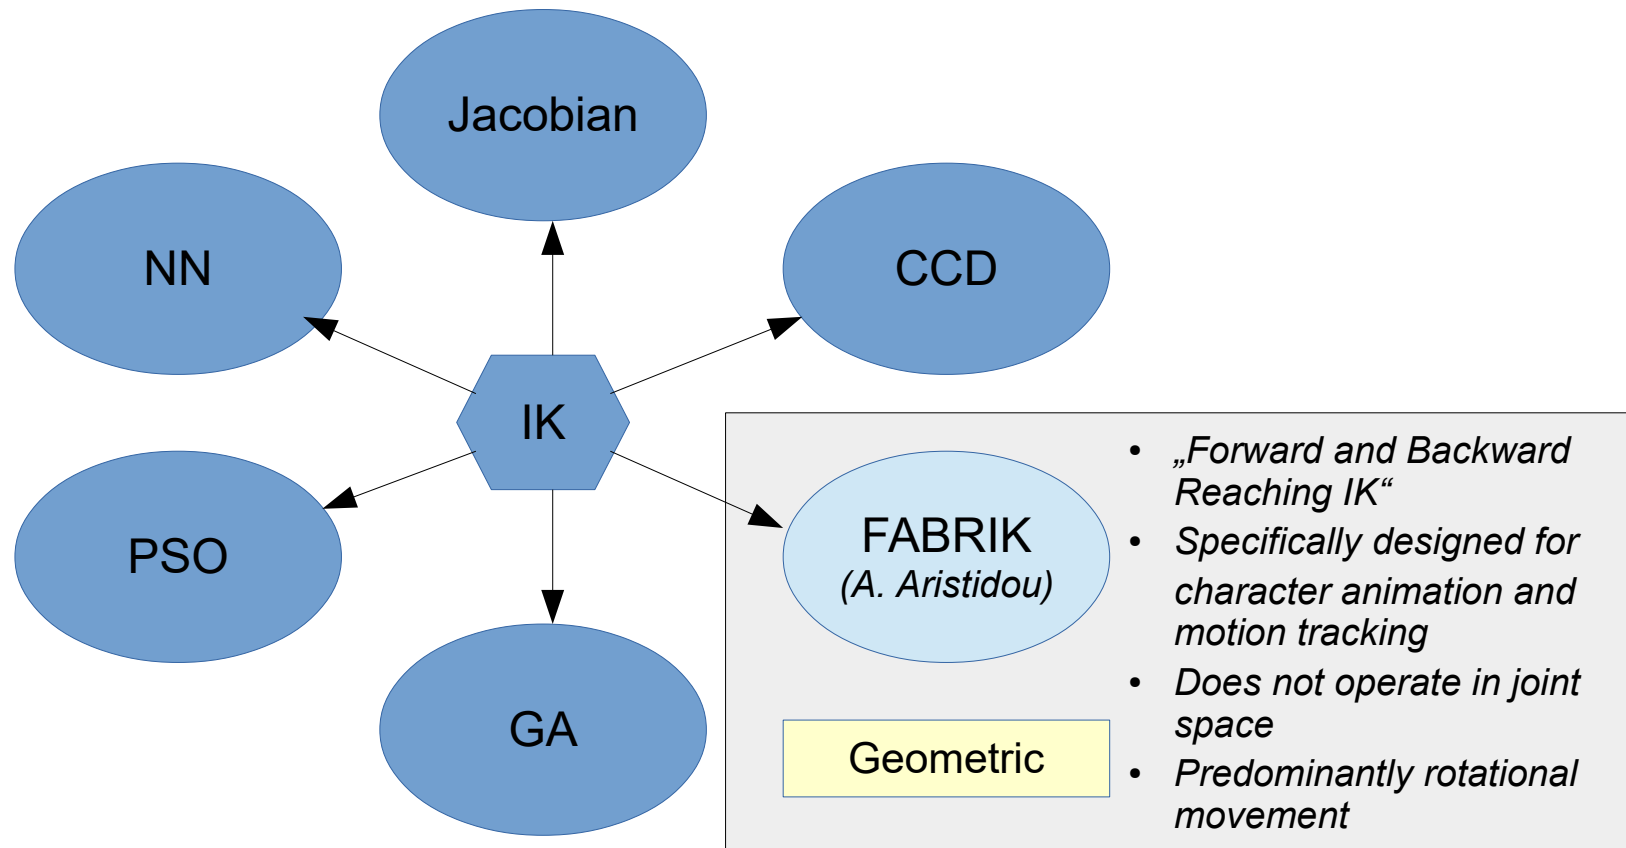 Jacobian
NN
CCD
IK
PSO
FABRIK
(A. Aristidou)
GA
Geometric
• „Forward and Backward
Reaching IK“
• Specifically designed for
character animation and
motion tracking
• Does not operate in joint
space
• Predominantly rotational
movement